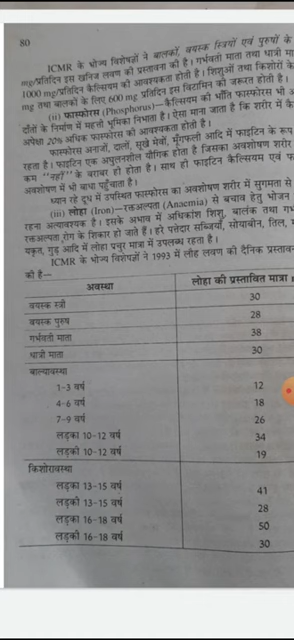 80
ICMR के भोज्य विशेषज्ञों ने बालकों, वयस्क स्त्रियों एवं पुरुषों के
mg/प्रतिदिन इस खनिज लवण की प्रस्तावना की है। गर्भवती माता तथा धात्री मा
1000 mg/प्रतिदिन कैल्सियम की आवश्यकता होती है। शिशुओं तथा किशोरों के
mg तथा बालकों के लिए 600 mg प्रतिदिन इस विटामिन की जरूरत होती है।
(ii) फास्फोरस (Phosphorus)–कैल्सियम की भाँति फास्फोरस भी अ
दाँतों के निर्माण में महत्ती भूमिका निभाता है। ऐसा माना जाता है कि शरीर में कै
अपेक्षा 20% अधिक फास्फोरस की आवश्यकता होती है।
फास्फोरस अनाजों, दालों, सूखे मेवों, मूँगफली आदि में फाइटिन के रूप
रहता है। फाइटिन एक अघुलनशील यौगिक होता है जिसका अवशोषण शरीर
कम "नहीं" के बराबर होता है। साथ ही फाइटिन कैल्सियम एवं फ
अवशोषण में भी बाधा पहुँचाता है।
ध्यान रहे दूध में उपस्थित फास्फोरस का अवशोषण शरीर में सुगमता से
(iii) लोहा (Iron)–रक्तअल्पता (Anaemia) से बचाव हेतु भोजन
रहना अत्यावश्यक है। इसके अभाव में अधिकांश शिशु, बालक तथा गर्भ
रक्तअल्पता रोग के शिकार हो जाते हैं। हरे पत्तेदार सब्जियाँ, सोयाबीन, तिल,
यकृत, गुड़ आदि में लोहा प्रचुर मात्रा में उपलब्ध रहता है।
ICMR के भोज्य विशेषज्ञों ने 1993 में लौह लवण की दैनिक प्रस्ताव
की है–
अवस्था लोहा की प्रस्तावित मात्रा
वयस्क स्त्री 30
वयस्क पुरुष 28
गर्भवती माता 38
धात्री माता 30
बाल्यावस्था
1-3 वर्ष 12
4-6 वर्ष 18
7-9 वर्ष 26
लड़का 10-12 वर्ष 34
लड़की 10-12 वर्ष 19
किशोरावस्था
लड़का 13-15 वर्ष 41
लड़की 13-15 वर्ष 28
लड़का 16-18 वर्ष 50
लड़की 16-18 वर्ष 30